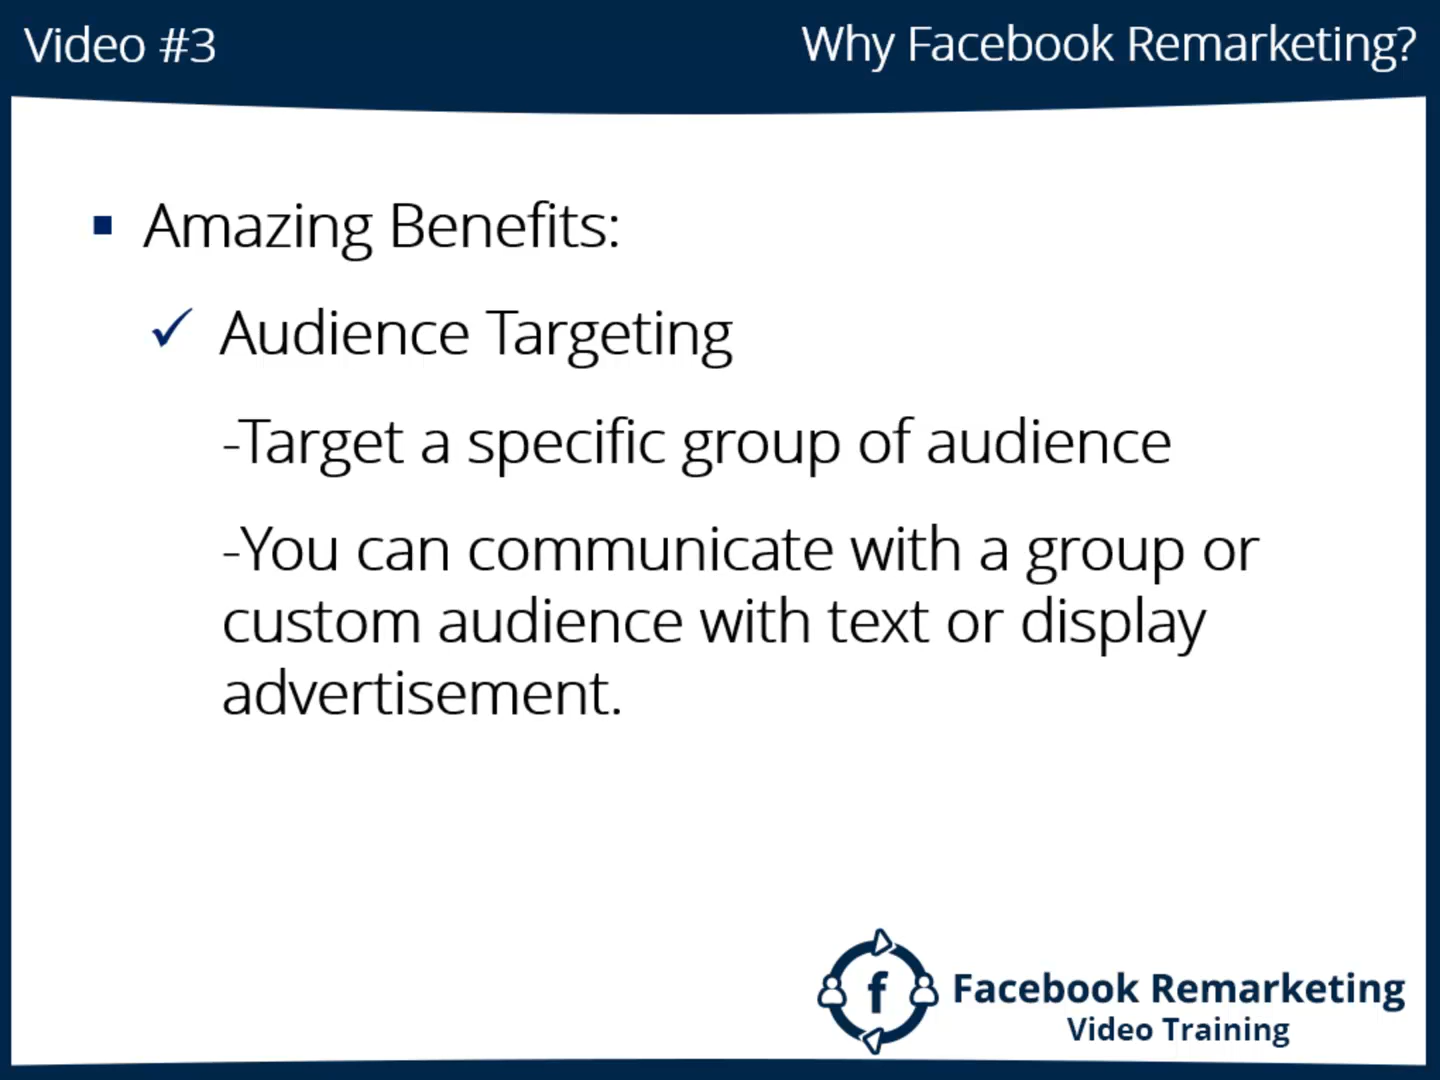 Video #3
Why Facebook Remarketing?
▪ Amazing Benefits:
✓ Audience Targeting
-Target a specific group of audience
-You can communicate with a group or
custom audience with text or display
advertisement.
f
Facebook Remarketing
Video Training